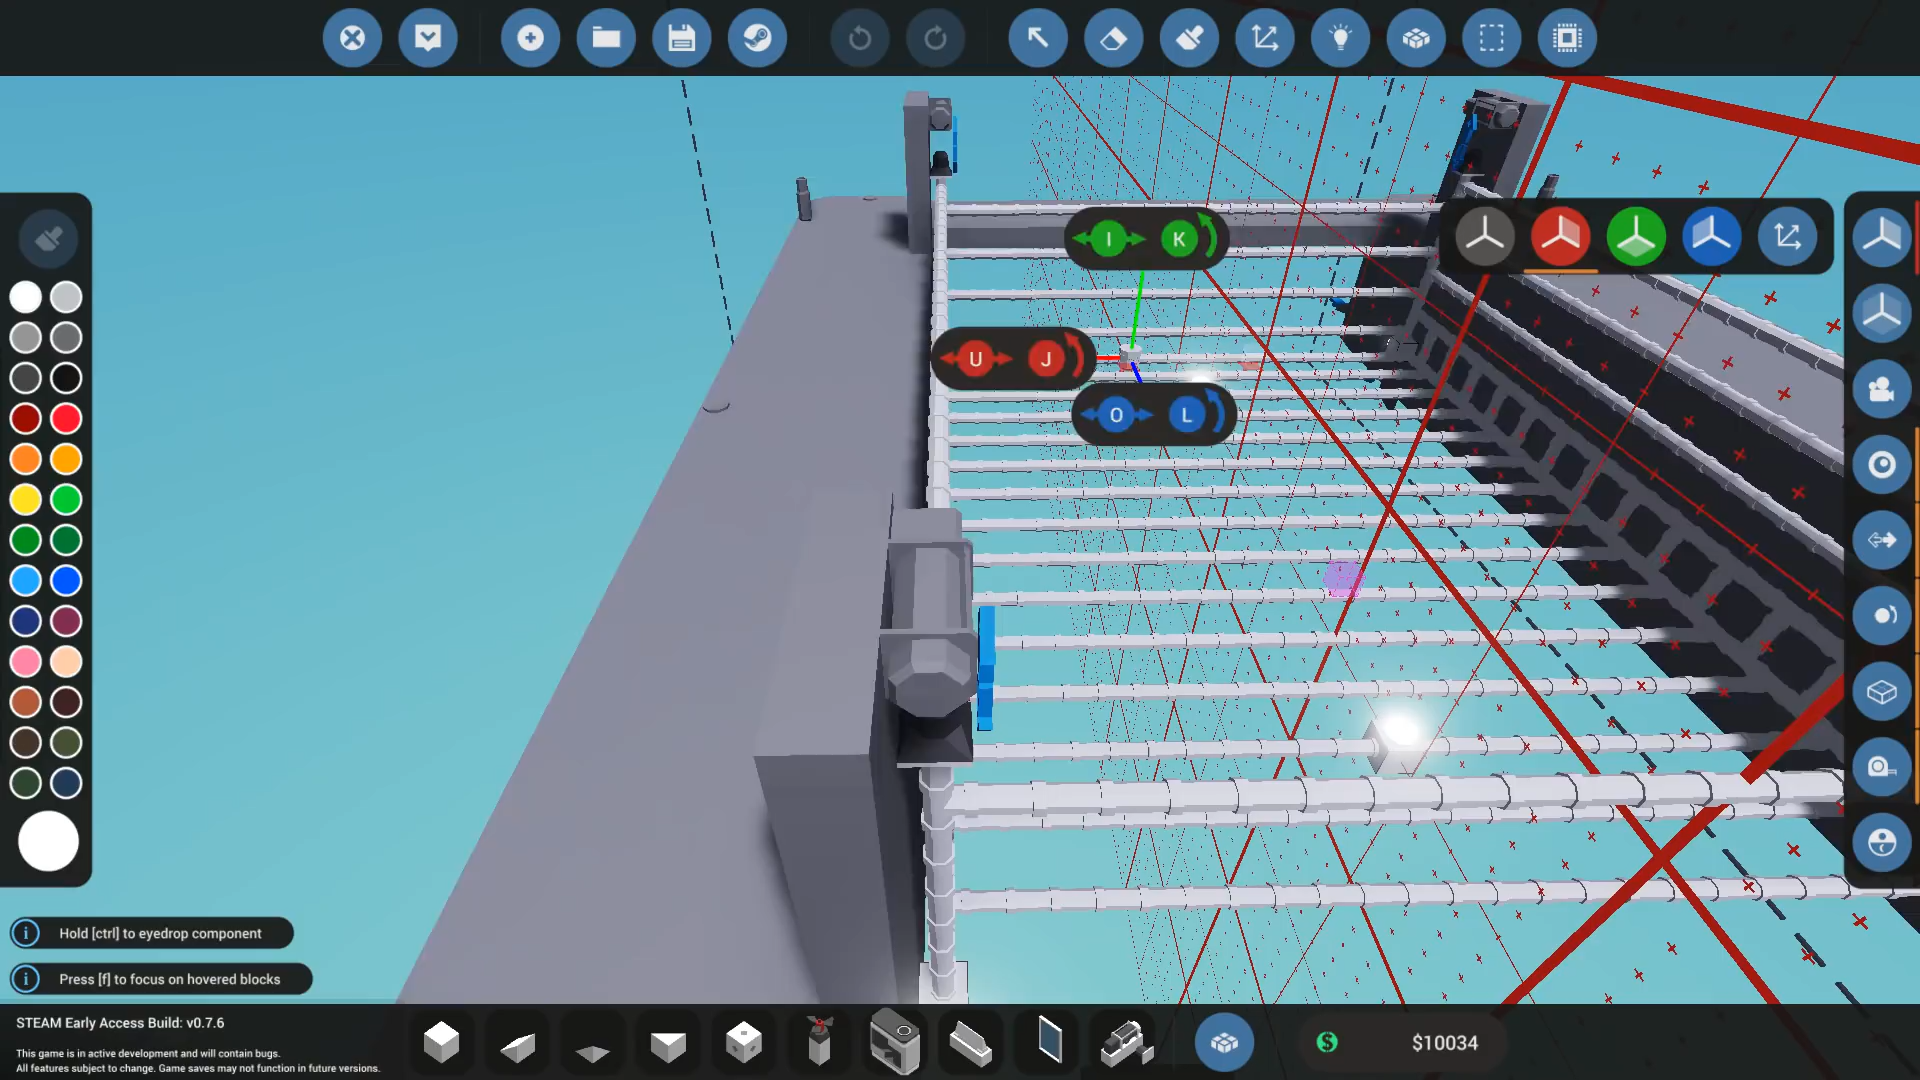 I K
U J
O L
Hold [ctrl] to eyedrop component
Press [f] to focus on hovered blocks
STEAM Early Access Build: v0.7.6
This game is in active development and will contain bugs.
All features subject to change. Game saves may not function in future versions.
$10034